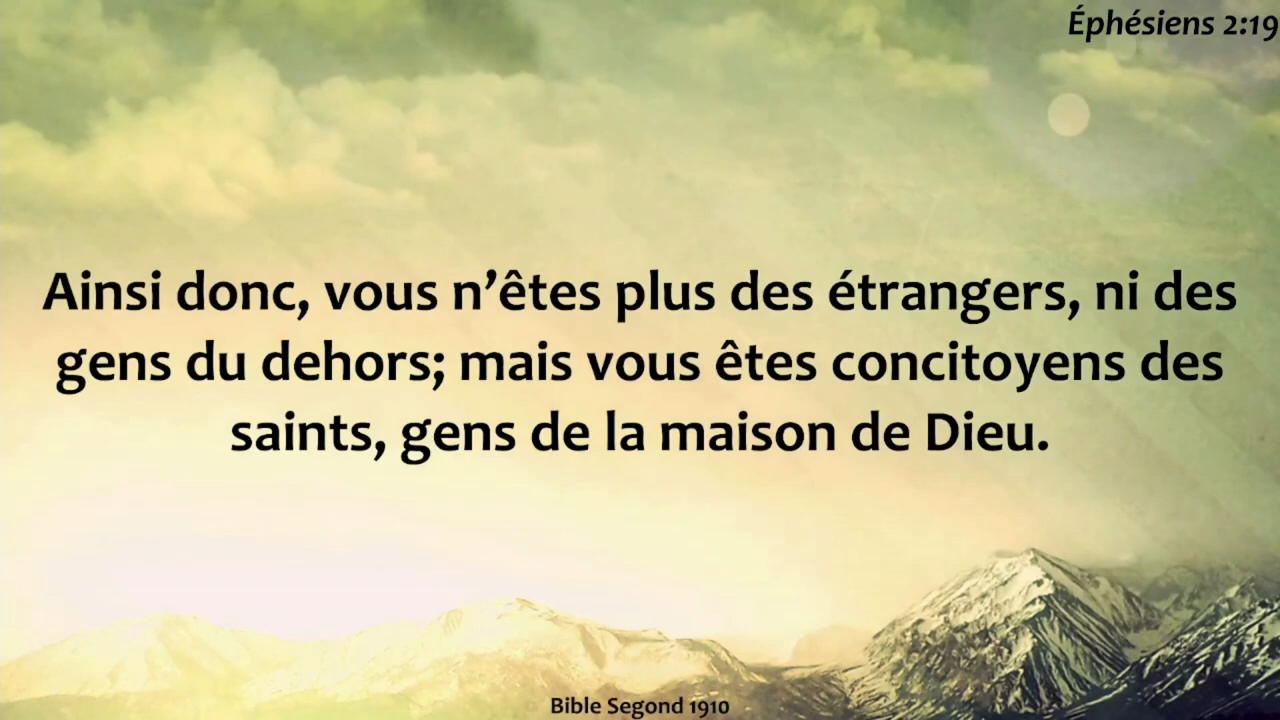 Éphésiens 2:19
Ainsi donc, vous n’êtes plus des étrangers, ni des
gens du dehors; mais vous êtes concitoyens des
saints, gens de la maison de Dieu.
Bible Segond 1910